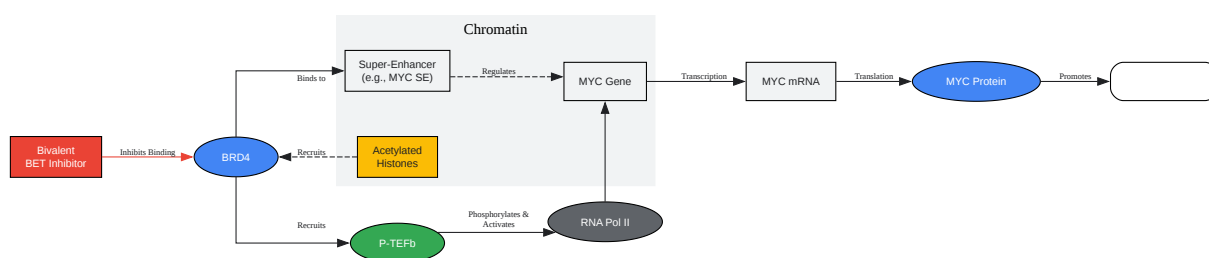 Chromatin
Super-Enhancer
(e.g., MYC SE)
Binds to
Regulates
MYC Gene
Transcription
MYC mRNA
Translation
MYC Protein
Promotes
Bivalent
BET Inhibitor
Inhibits Binding
BRD4
Recruits
Acetylated
Histones
Recruits
P-TEFb
Phosphorylates &
Activates
RNA Pol II